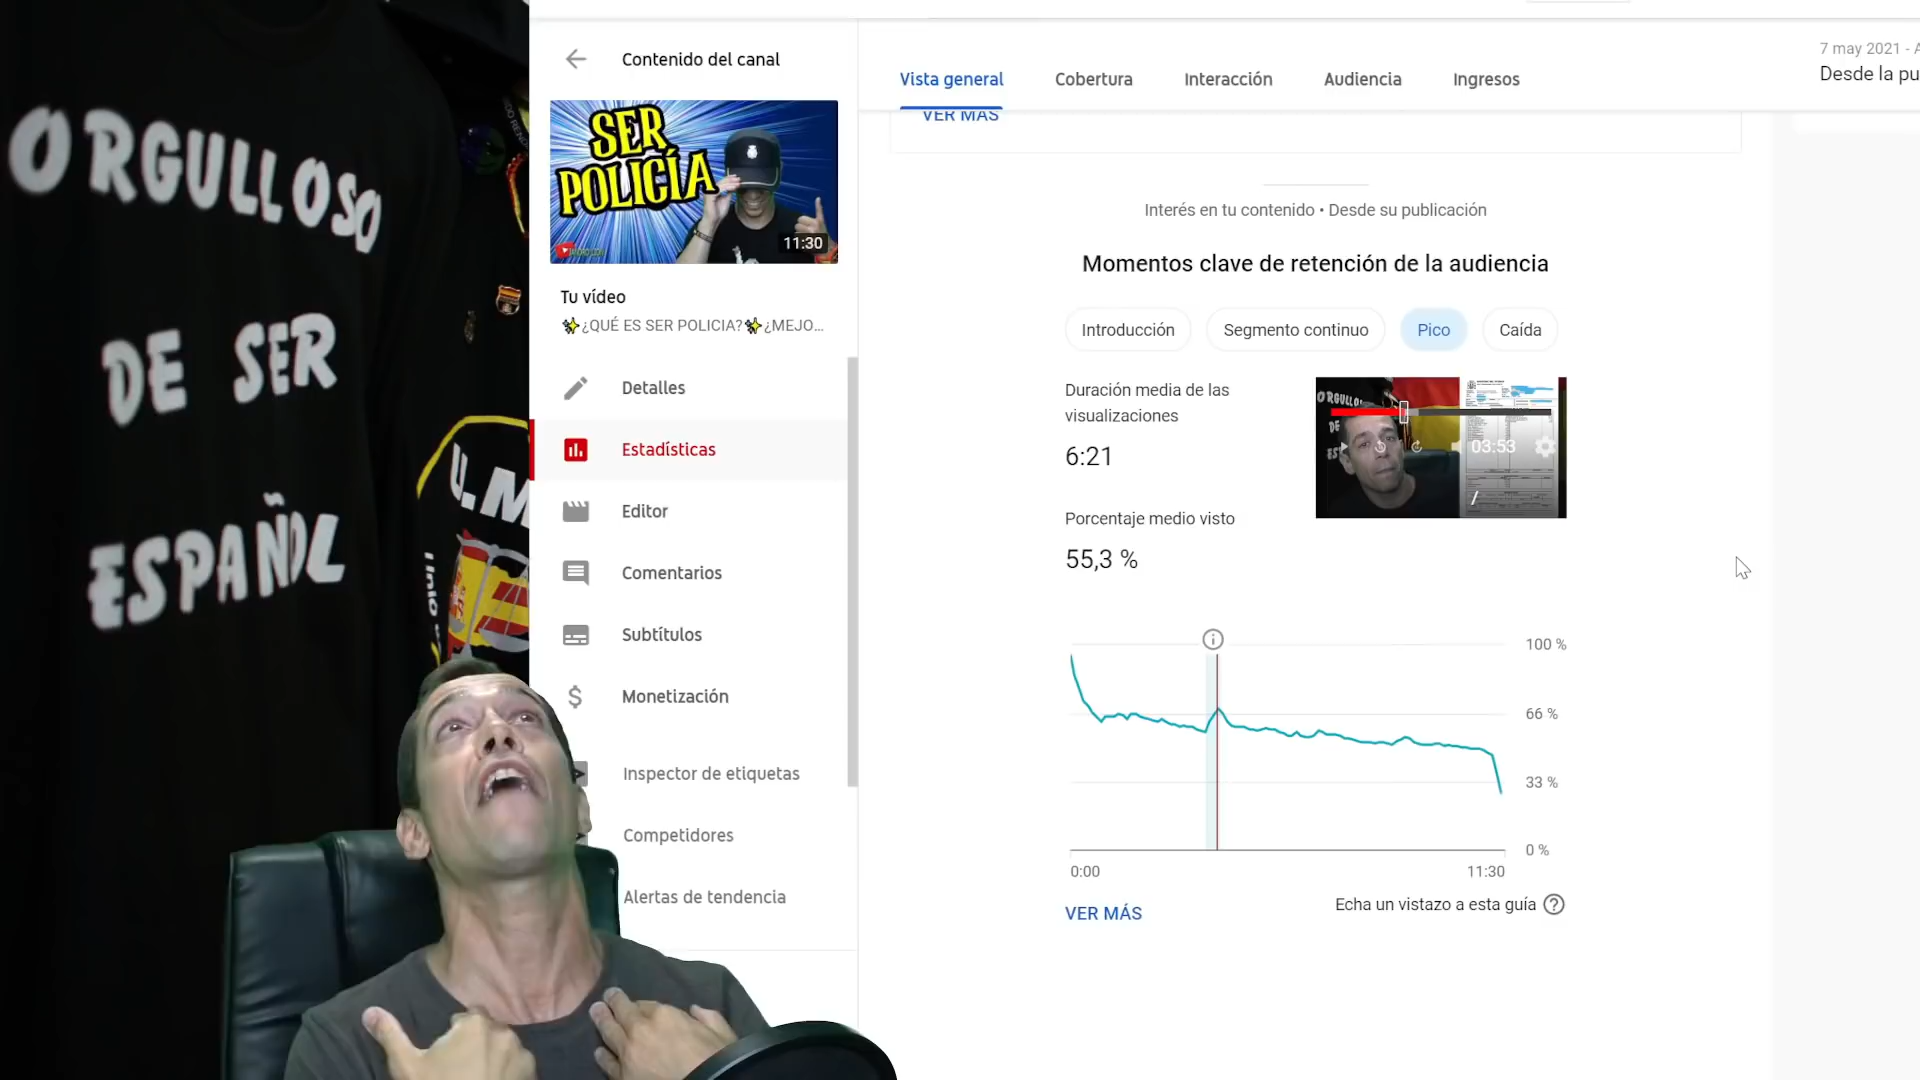 ORGULLOSO
DE SER
ESPAÑOL
U.M
Contenido del canal
SER
POLICÍA
11:30
Tu vídeo
✨¿QUÉ ES SER POLICIA?✨¿MEJO...
Detalles
Estadísticas
Editor
Comentarios
Subtítulos
Monetización
Inspector de etiquetas
Competidores
Alertas de tendencia
Vista general
Cobertura
Interacción
Audiencia
Ingresos
7 may 2021 - A
Desde la pu
VER MÁS
Interés en tu contenido • Desde su publicación
Momentos clave de retención de la audiencia
Introducción
Segmento continuo
Pico
Caída
Duración media de las
visualizaciones
6:21
Porcentaje medio visto
55,3 %
ORGULLO
DE
03:53
/
100 %
66 %
33 %
0 %
0:00
11:30
VER MÁS
Echa un vistazo a esta guía